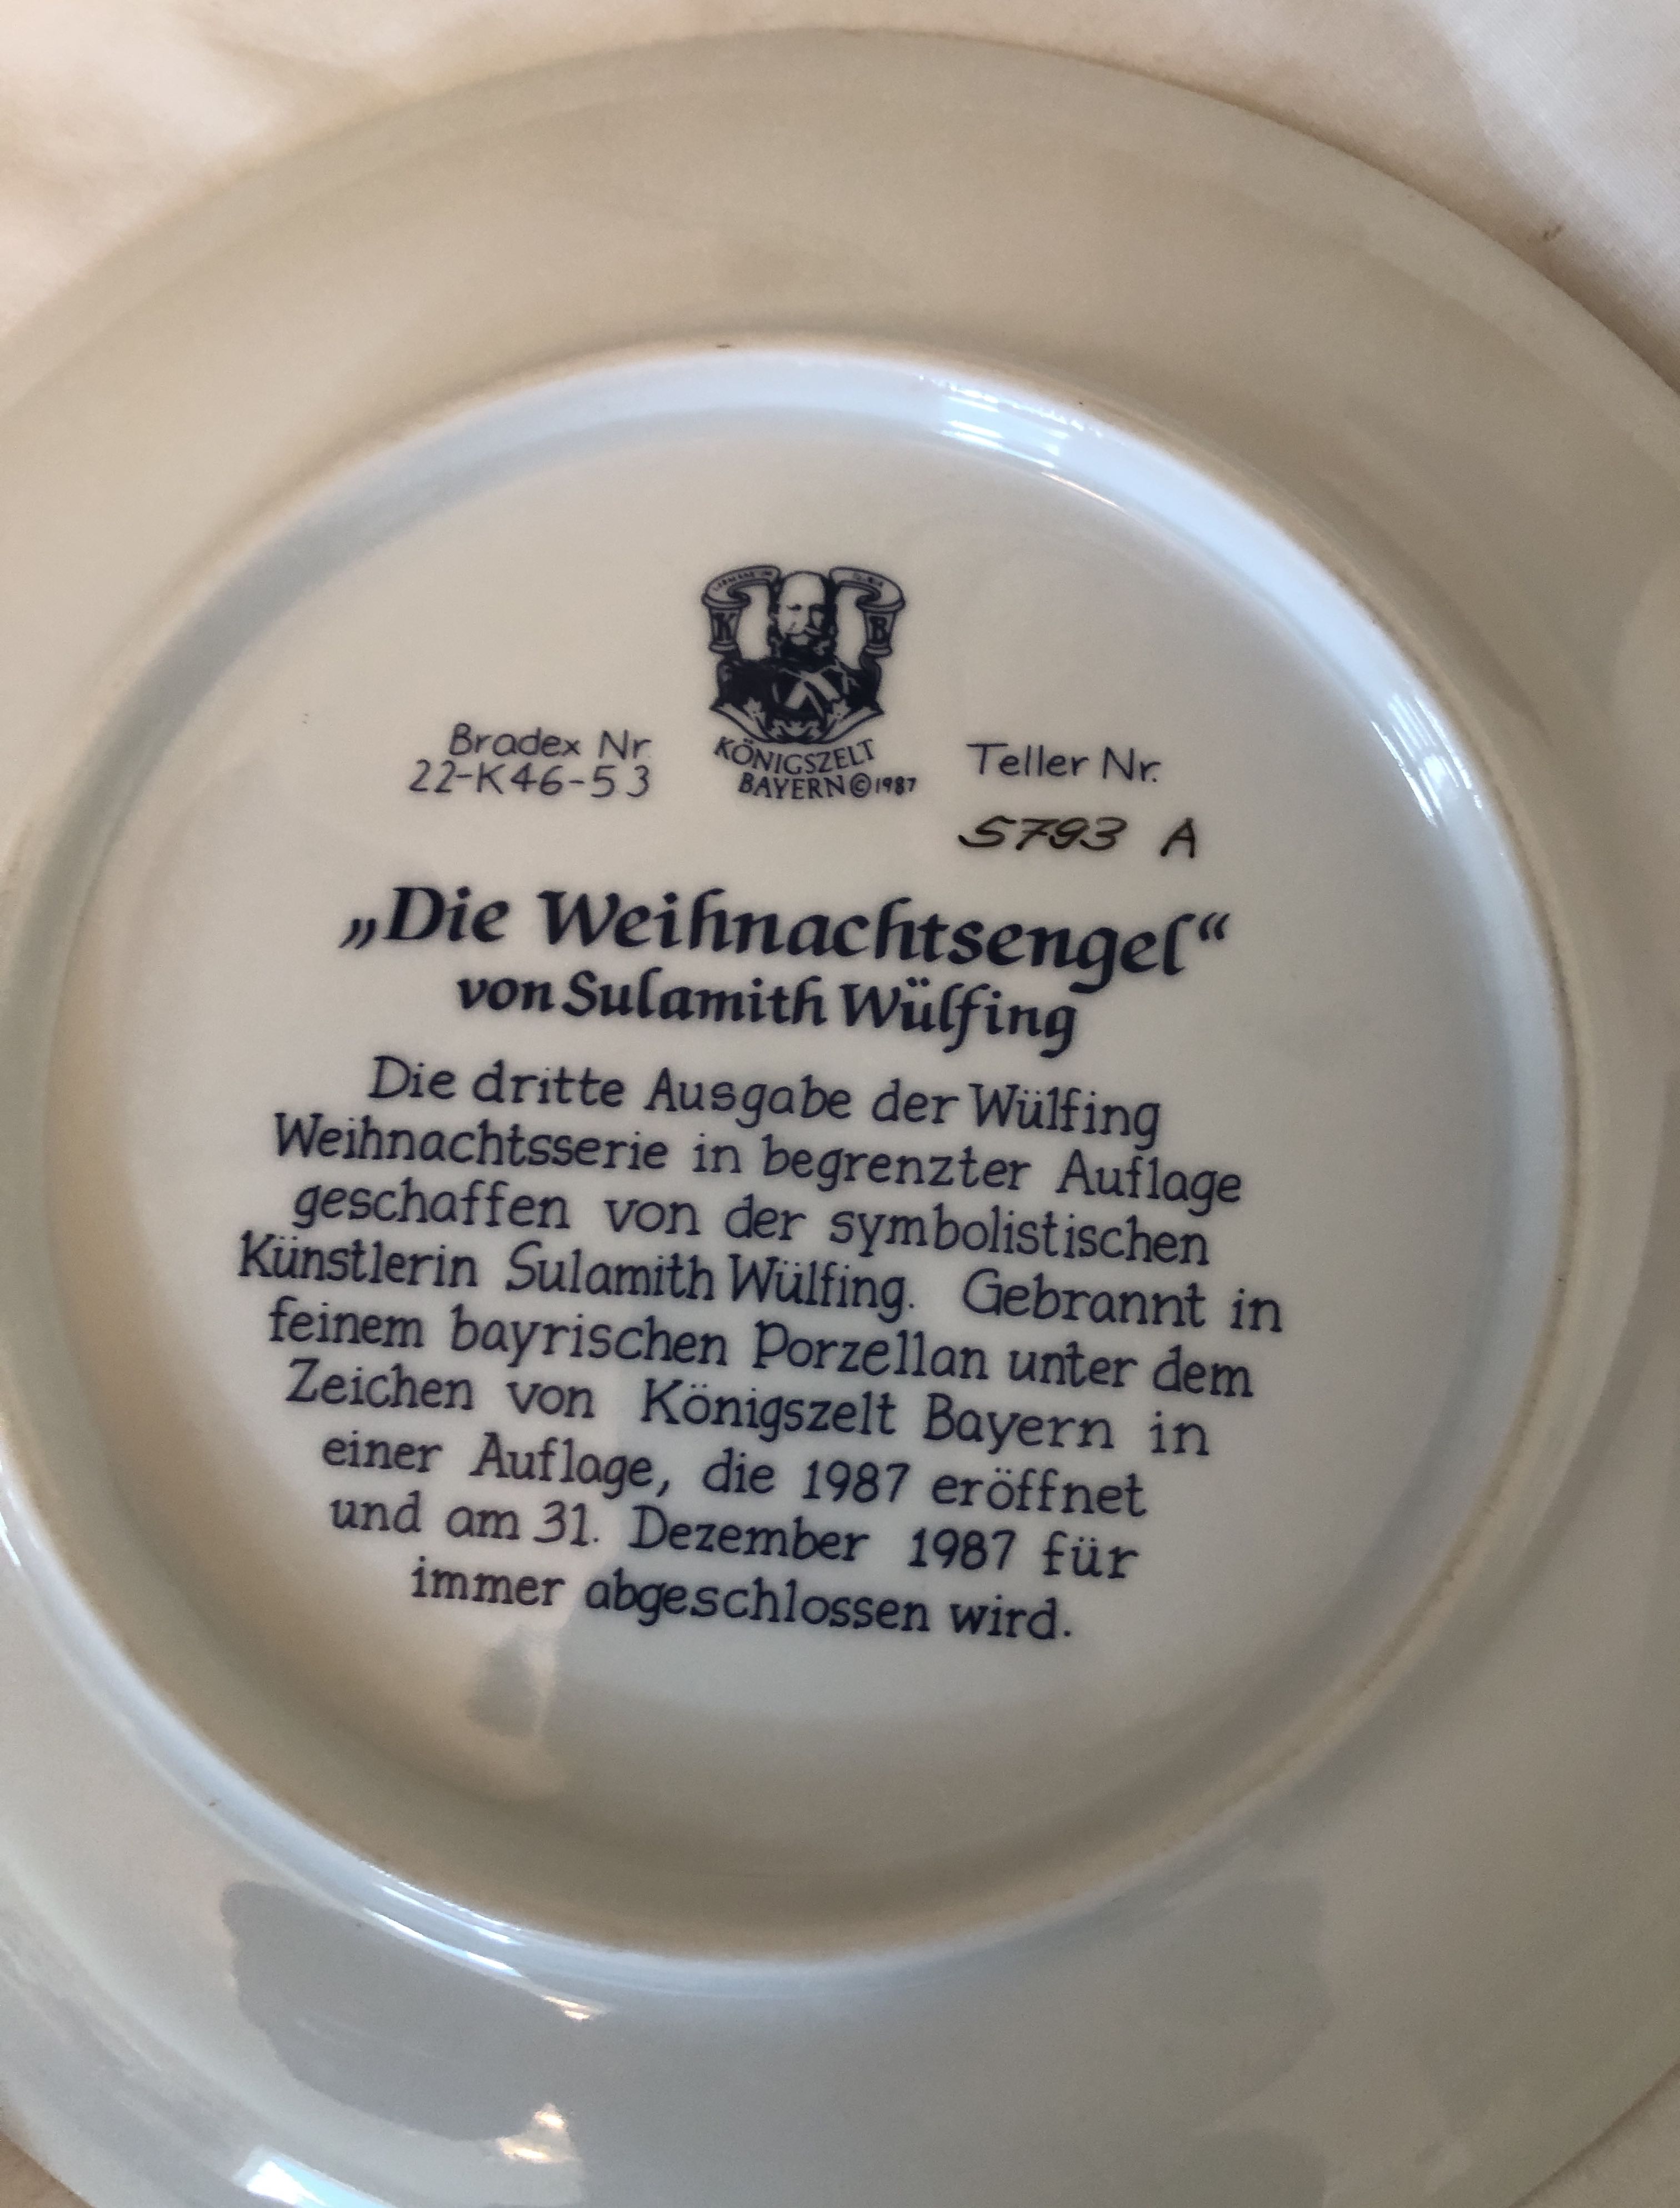 K B
KÖNIGSZELT
BAYERN © 1987
Bradex Nr.
22-K46-53
Teller Nr.
5793 A
„Die Weihnachtsengel“
von Sulamith Wülfing
Die dritte Ausgabe der Wülfing
Weihnachtsserie in begrenzter Auflage
geschaffen von der symbolistischen
Künstlerin Sulamith Wülfing. Gebrannt in
feinem bayrischen Porzellan unter dem
Zeichen von Königszelt Bayern in
einer Auflage, die 1987 eröffnet
und am 31. Dezember 1987 für
immer abgeschlossen wird.